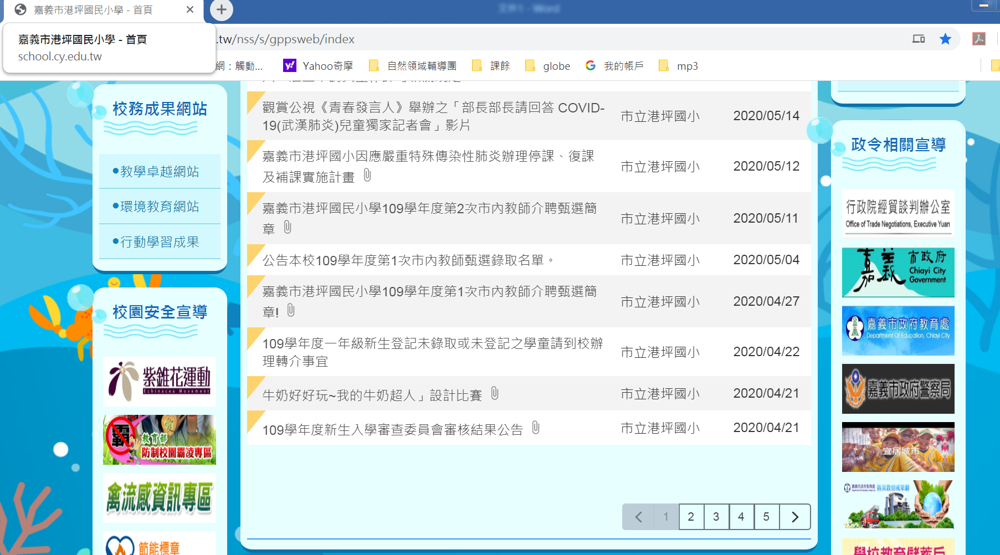 嘉義市港坪國民小學 - 首頁
文件1 - Word
嘉義市港坪國民小學 - 首頁
school.cy.edu.tw
.tw/nss/s/gppsweb/index
網：觸動...
Yahoo奇摩
自然領域輔導團
課餘
globe
我的帳戶
mp3
校務成果網站
•教學卓越網站
•環境教育網站
•行動學習成果
校園安全宣導
紫錐花運動
Echinacea Movement
霸
教育部
防制校園霸凌專區
禽流感資訊專區
節能標章
觀賞公視《青春發言人》舉辦之「部長部長請回答 COVID-
19(武漢肺炎)兒童獨家記者會」影片
市立港坪國小
2020/05/14
嘉義市港坪國小因應嚴重特殊傳染性肺炎辦理停課、復課
及補課實施計畫
市立港坪國小
2020/05/12
嘉義市港坪國民小學109學年度第2次市內教師介聘甄選簡
章
市立港坪國小
2020/05/11
公告本校109學年度第1次市內教師甄選錄取名單。
市立港坪國小
2020/05/04
嘉義市港坪國民小學109學年度第1次市內教師介聘甄選簡
章!
市立港坪國小
2020/04/27
109學年度一年級新生登記未錄取或未登記之學童請到校辦
理轉介事宜
市立港坪國小
2020/04/22
牛奶好好玩~我的牛奶超人」設計比賽
市立港坪國小
2020/04/21
109學年度新生入學審查委員會審核結果公告
市立港坪國小
2020/04/21
1
2
3
4
5
政令相關宣導
行政院經貿談判辦公室
Office of Trade Negotiations, Executive Yuan
嘉義市政府
Chiayi City
Government
嘉義市政府教育處
Department Of Education, Chiayi City
嘉義市政府警察局
宜居城市
嘉義市政府教育處
防災教育成果網
學校教育儲蓄戶